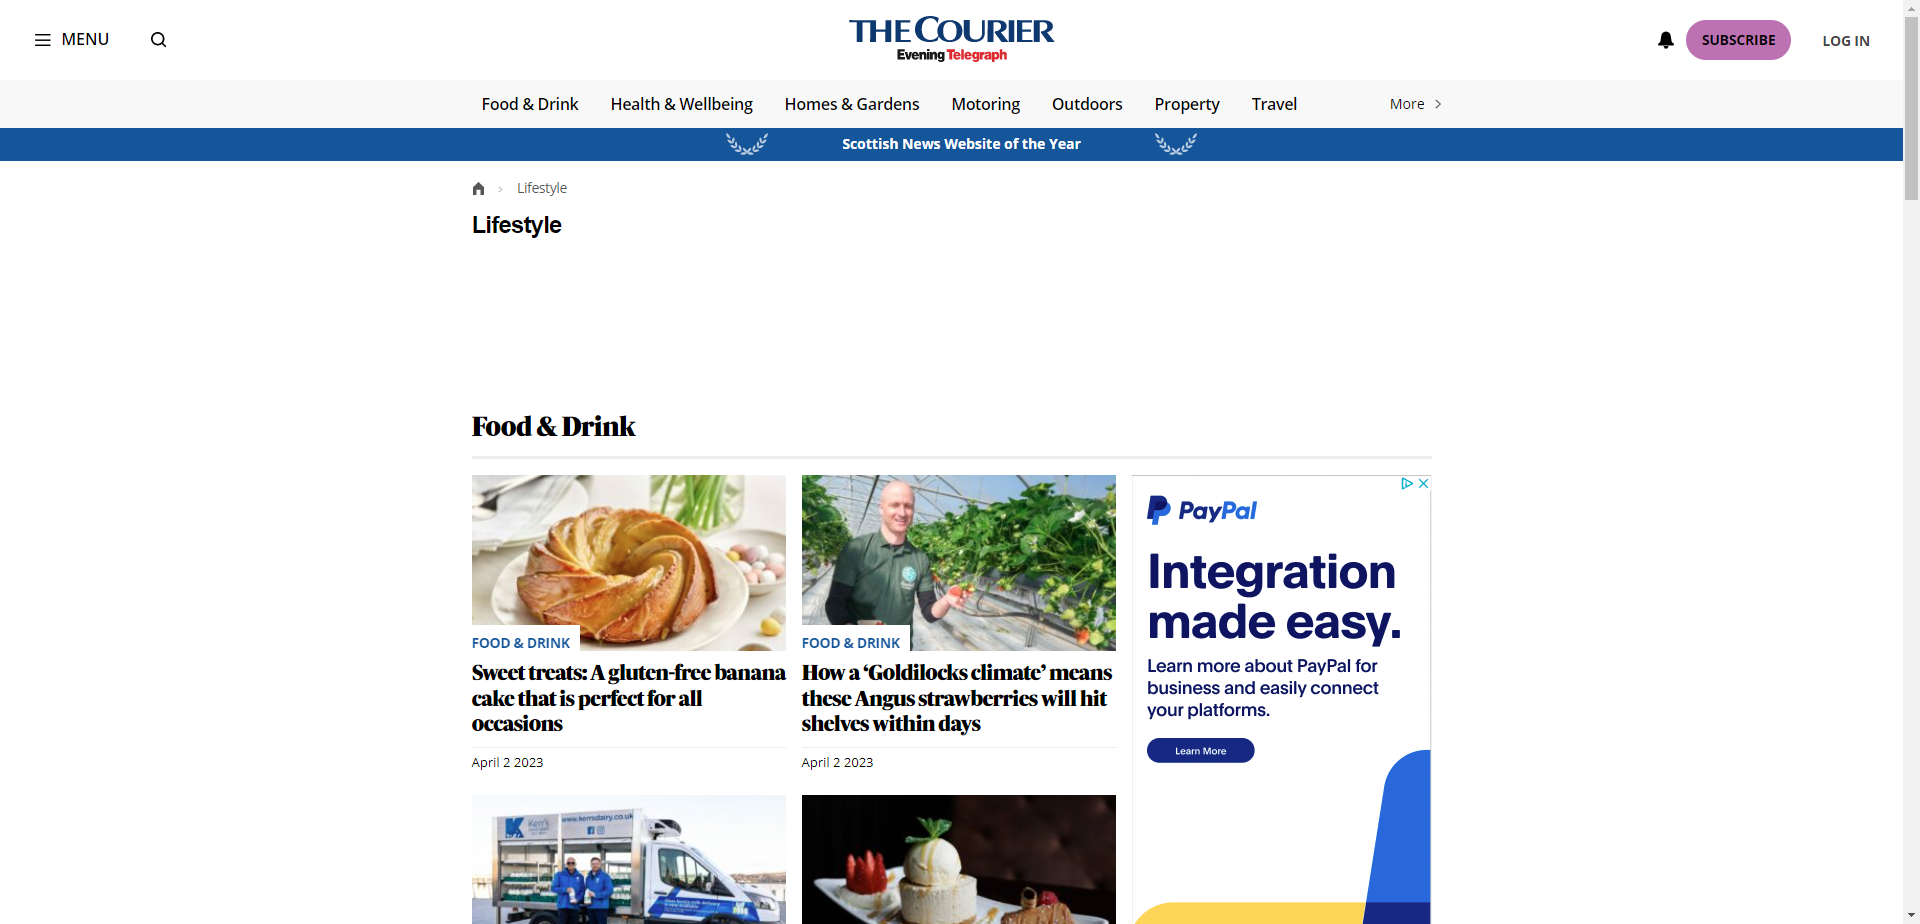 MENU
THE COURIER
Evening Telegraph
SUBSCRIBE
LOG IN
Food & Drink
Health & Wellbeing
Homes & Gardens
Motoring
Outdoors
Property
Travel
More
Scottish News Website of the Year
Lifestyle
Lifestyle
Food & Drink
FOOD & DRINK
Sweet treats: A gluten-free banana
cake that is perfect for all
occasions
April 2 2023
FOOD & DRINK
How a ‘Goldilocks climate’ means
these Angus strawberries will hit
shelves within days
April 2 2023
PayPal
Integration
made easy.
Learn more about PayPal for
business and easily connect
your platforms.
Learn More
Kerr's
www.kerrsdairy.co.uk